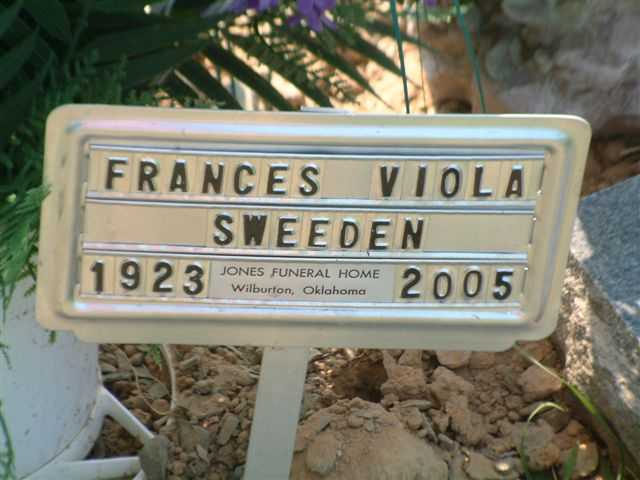 FRANCES VIOLA
SWEEDEN
1923 JONES FUNERAL HOME 2005
Wilburton, Oklahoma